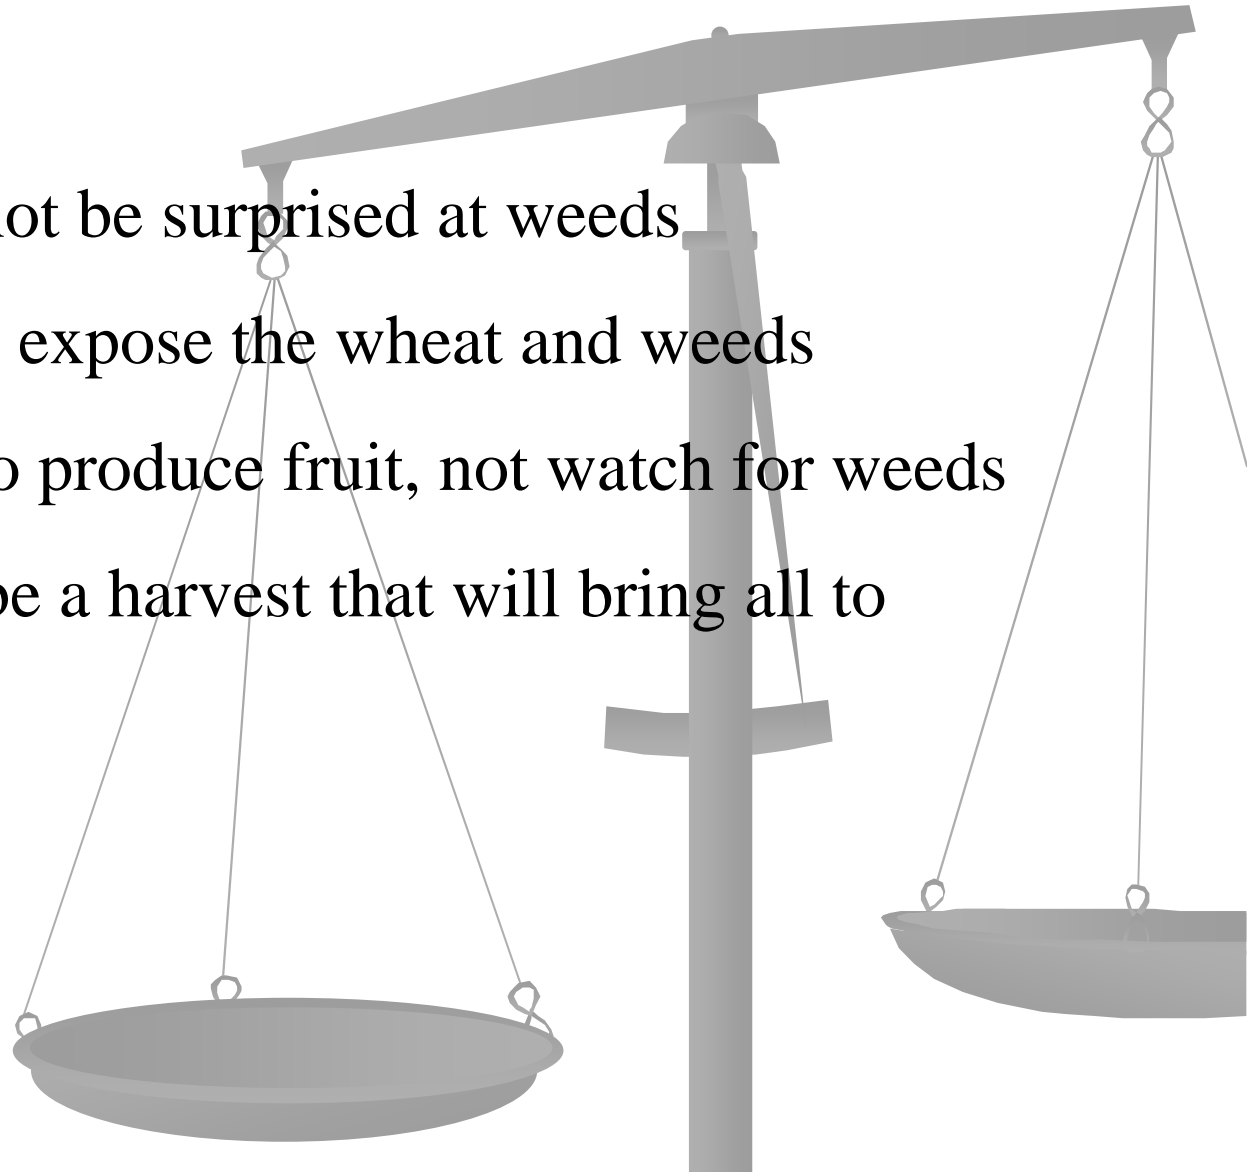 ot be surprised at weeds
expose the wheat and weeds
o produce fruit, not watch for weeds
be a harvest that will bring all to